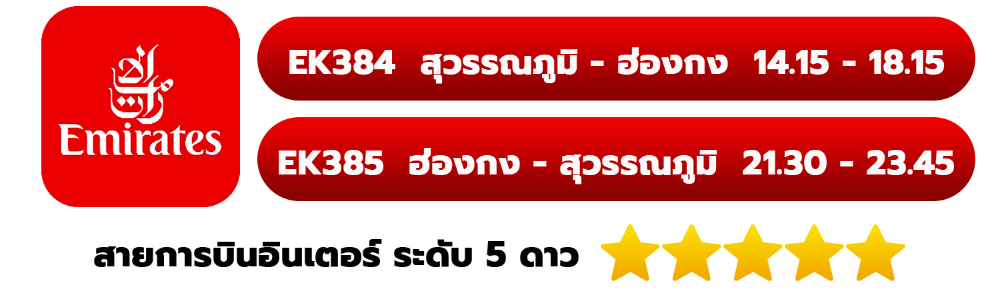 الإمارات
Emirates
EK384 สุวรรณภูมิ - ฮ่องกง 14.15 - 18.15
EK385 ฮ่องกง - สุวรรณภูมิ 21.30 - 23.45
สายการบินอินเตอร์ ระดับ 5 ดาว